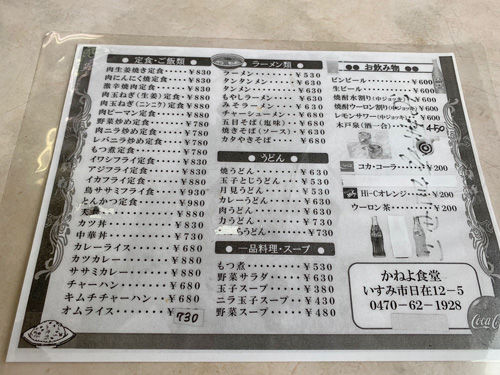 定食・ご飯類
肉生姜焼き定食・・・・￥830
肉にんにく焼定食・・・￥830
激辛焼肉定食・・・・・￥830
肉玉ねぎ(生姜)定食・・￥880
肉玉ねぎ(ニンニク)定食・￥880
肉ピーマン定食・・・・￥880
野菜炒め定食・・・・・￥780
肉ニラ炒め定食・・・・￥780
レバニラ炒め定食・・・￥780
もつ煮定食・・・・・・￥780
イワシフライ定食・・・￥830
アジフライ定食・・・・￥830
イカフライ定食・・・・￥830
鳥ササミフライ定食・・￥930
とんかつ定食・・・・・￥980
天・・・・￥880
カツ丼・・・・・・・・￥830
中華丼・・・・・・・・￥730
カレーライス・・・・・￥680
カツカレー・・・・・・￥880
ササミカレー・・・・・￥880
チャーハン・・・・・・￥680
キムチチャーハン・・・￥680
オムライス・・・・￥730
ラーメン類
ラーメン・・・・・￥530
タンタンメン・・・￥630
タンメン・・・・・￥630
もやしラーメン・・￥630
みそラーメン・・・￥630
チャーシューメン・￥680
五目そば(塩味)・・￥680
焼きそば(ソース)・￥630
カタヤキそば・・・￥680
うどん
焼うどん・・・・・￥630
玉子とじうどん・・￥530
月見うどん・・・・￥530
カレーうどん・・・￥630
肉うどん・・・・・￥630
力うどん・・・・・￥730
うどん・・・￥730
一品料理・スープ
もつ煮・・・・・・￥530
野菜サラダ・・・・￥430
玉子スープ・・・・￥380
ニラ玉子スープ・・￥480
野菜スープ・・・・￥480
お飲み物
ビンビール・・・・・￥600
生ビール・・・・・・￥600
焼酎水割り(中ジョッキ)￥600
焼酎ウーロン割り(中ジョッキ)￥600
レモンサワー(中ジョッキ)￥600
木戸泉(酒一合)
450
コカ・コーラ・・・￥200
Hi-Cオレンジ・・・￥200
ウーロン茶・・・・￥200
かねよ食堂
いすみ市日在12-5
0470-62-1928
Coca C